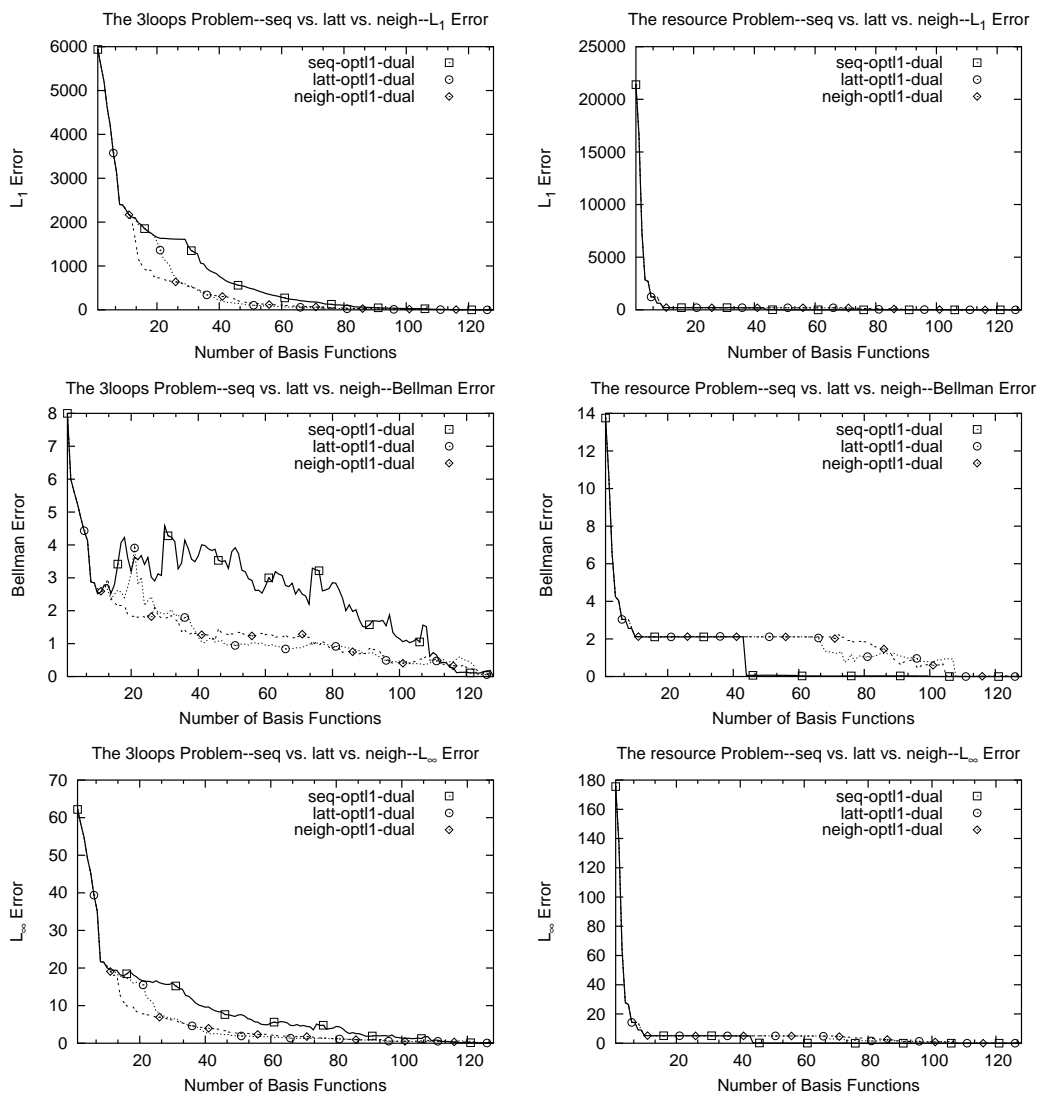 The 3loops Problem--seq vs. latt vs. neigh--L1 Error
6000
5000
4000
3000
2000
1000
0
L1 Error
seq-optl1-dual
latt-optl1-dual
neigh-optl1-dual
20 40 60 80 100 120
Number of Basis Functions
The resource Problem--seq vs. latt vs. neigh--L1 Error
25000
20000
15000
10000
5000
0
L1 Error
seq-optl1-dual
latt-optl1-dual
neigh-optl1-dual
20 40 60 80 100 120
Number of Basis Functions
The 3loops Problem--seq vs. latt vs. neigh--Bellman Error
8
7
6
5
4
3
2
1
0
Bellman Error
seq-optl1-dual
latt-optl1-dual
neigh-optl1-dual
20 40 60 80 100 120
Number of Basis Functions
The resource Problem--seq vs. latt vs. neigh--Bellman Error
14
12
10
8
6
4
2
0
Bellman Error
seq-optl1-dual
latt-optl1-dual
neigh-optl1-dual
20 40 60 80 100 120
Number of Basis Functions
The 3loops Problem--seq vs. latt vs. neigh--L∞ Error
70
60
50
40
30
20
10
0
L∞ Error
seq-optl1-dual
latt-optl1-dual
neigh-optl1-dual
20 40 60 80 100 120
Number of Basis Functions
The resource Problem--seq vs. latt vs. neigh--L∞ Error
180
160
140
120
100
80
60
40
20
0
L∞ Error
seq-optl1-dual
latt-optl1-dual
neigh-optl1-dual
20 40 60 80 100 120
Number of Basis Functions